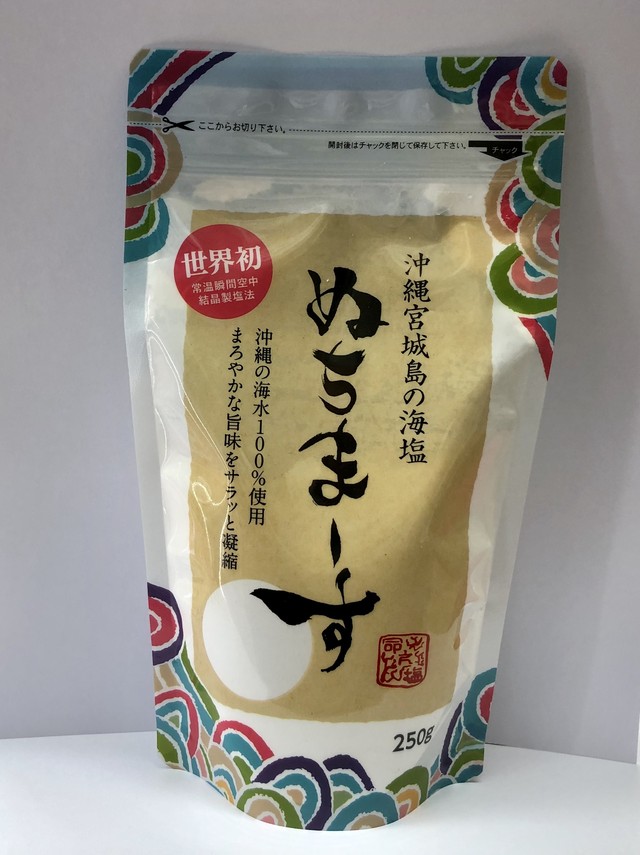 ここからお切り下さい。
開封後はチャックを閉じて保存して下さい。
チャック
世界初
常温瞬間空中
結晶製塩法
沖縄宮城島の海塩
ぬちまーす
沖縄の海水100%使用
まろやかな旨味をサラッと凝縮
250g